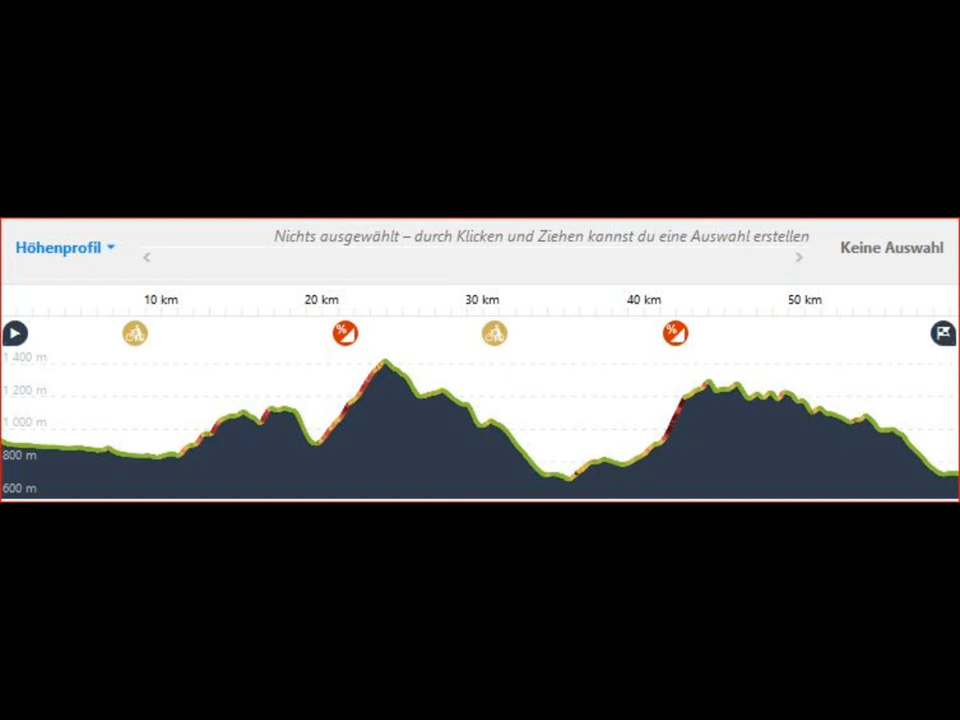 Nichts ausgewählt – durch Klicken und Ziehen kannst du eine Auswahl erstellen
Höhenprofil
Keine Auswahl
10 km 20 km 30 km 40 km 50 km
% %
1 400 m
1 200 m
1 000 m
800 m
600 m